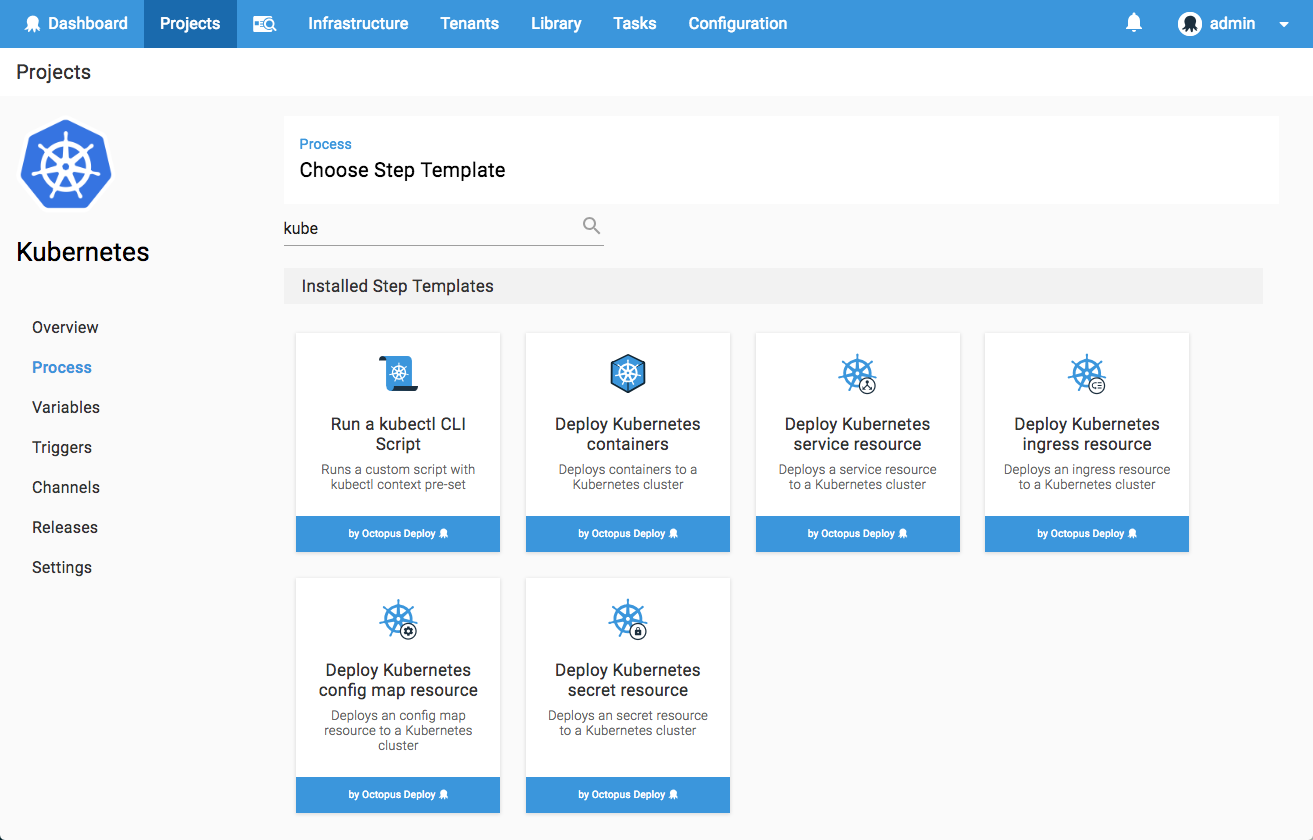 Dashboard
Projects
Infrastructure
Tenants
Library
Tasks
Configuration
admin
Projects
Kubernetes
Overview
Process
Variables
Triggers
Channels
Releases
Settings
Process
Choose Step Template
kube
Installed Step Templates
Run a kubectl CLI
Script
Runs a custom script with
kubectl context pre-set
by Octopus Deploy
Deploy Kubernetes
containers
Deploys containers to a
Kubernetes cluster
by Octopus Deploy
Deploy Kubernetes
service resource
Deploys a service resource
to a Kubernetes cluster
by Octopus Deploy
Deploy Kubernetes
ingress resource
Deploys an ingress resource
to a Kubernetes cluster
by Octopus Deploy
Deploy Kubernetes
config map resource
Deploys an config map
resource to a Kubernetes
cluster
by Octopus Deploy
Deploy Kubernetes
secret resource
Deploys an secret resource
to a Kubernetes cluster
by Octopus Deploy